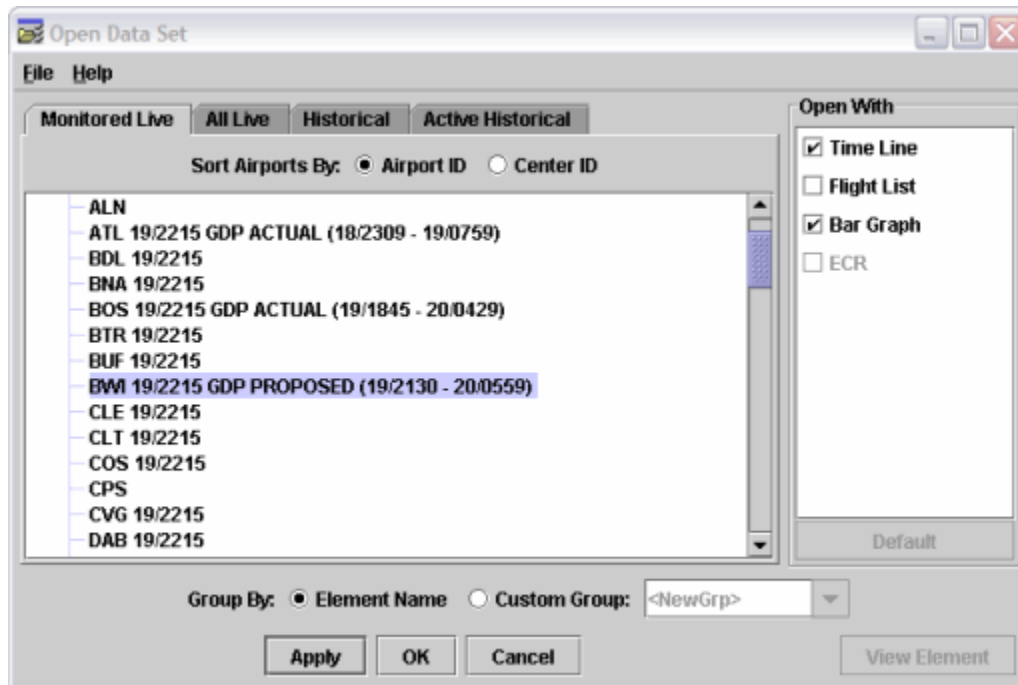 Open Data Set
File Help
Monitored Live All Live Historical Active Historical
Sort Airports By: Airport ID Center ID
ALN
ATL 19/2215 GDP ACTUAL (18/2309 - 19/0759)
BDL 19/2215
BNA 19/2215
BOS 19/2215 GDP ACTUAL (19/1845 - 20/0429)
BTR 19/2215
BUF 19/2215
BWI 19/2215 GDP PROPOSED (19/2130 - 20/0559)
CLE 19/2215
CLT 19/2215
COS 19/2215
CPS
CVG 19/2215
DAB 19/2215
Open With
Time Line
Flight List
Bar Graph
ECR
Default
Group By: Element Name Custom Group: <NewGrp>
Apply OK Cancel View Element